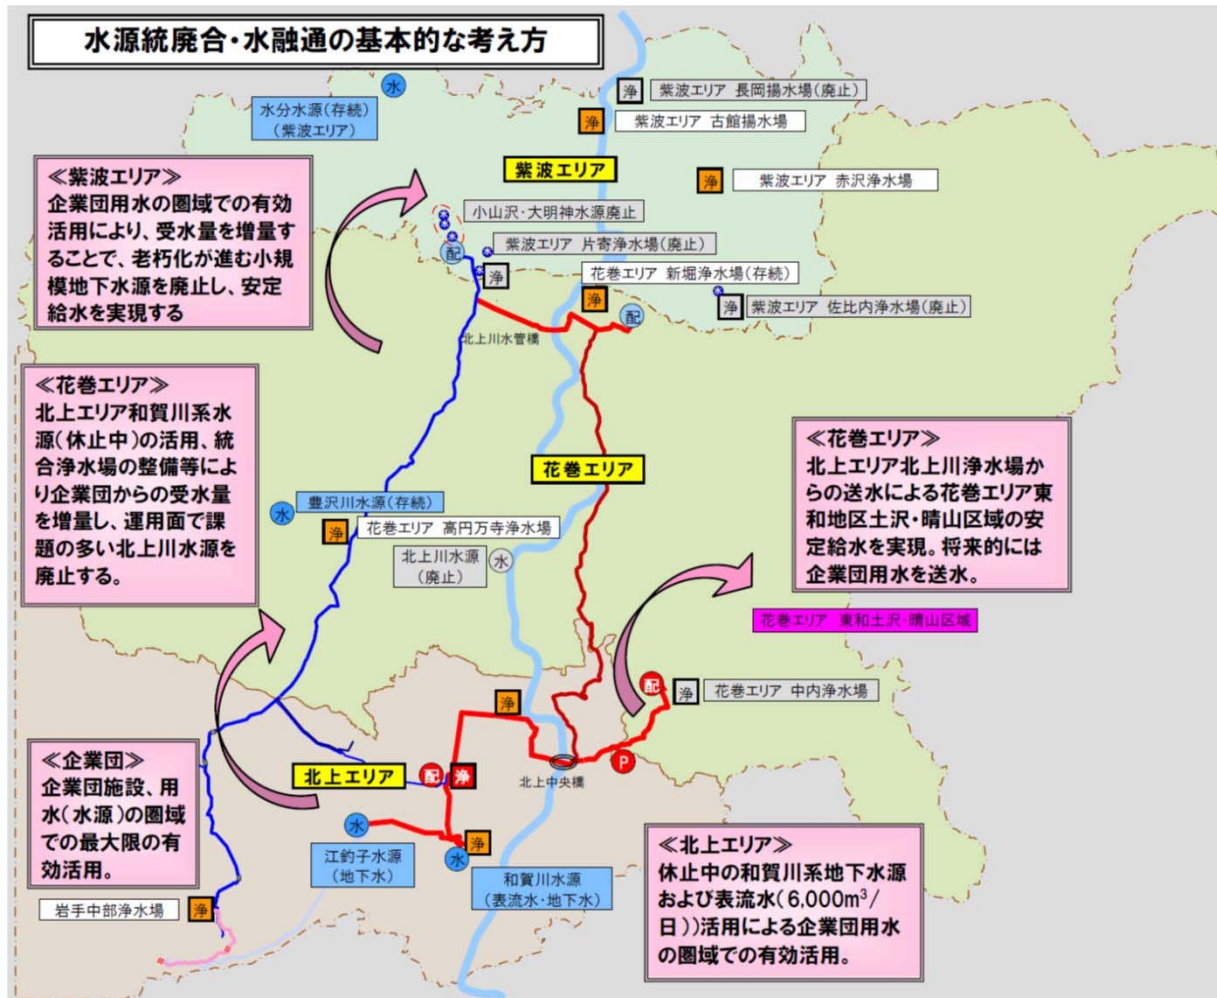 水源統廃合・水融通の基本的な考え方
水
水分水源(存続)
(紫波エリア)
浄
紫波エリア 長岡揚水場(廃止)
浄
紫波エリア 古館揚水場
紫波エリア
浄
紫波エリア 赤沢浄水場
≪紫波エリア≫
企業団用水の圏域での有効
活用により、受水量を増量す
ることで、老朽化が進む小規
模地下水源を廃止し、安定
給水を実現する
小山沢・大明神水源廃止
配
紫波エリア 片寄浄水場(廃止)
浄
花巻エリア 新堀浄水場(存続)
浄
配
浄
紫波エリア 佐比内浄水場(廃止)
北上川水管橋
≪花巻エリア≫
北上エリア和賀川系水
源(休止中)の活用、統
合浄水場の整備等によ
り企業団からの受水量
を増量し、運用面で課
題の多い北上川水源を
廃止する。
花巻エリア
水
豊沢川水源(存続)
浄
花巻エリア 高円万寺浄水場
北上川水源
(廃止)
水
≪花巻エリア≫
北上エリア北上川浄水場か
らの送水による花巻エリア東
和地区土沢・晴山区域の安
定給水を実現。将来的には
企業団用水を送水。
花巻エリア 東和土沢・晴山区域
配
浄
花巻エリア 中内浄水場
浄
P
北上中央橋
≪企業団≫
企業団施設、用
水(水源)の圏域
での最大限の有
効活用。
北上エリア
配
浄
水
江釣子水源
(地下水)
浄
水
和賀川水源
(表流水・地下水)
岩手中部浄水場
浄
≪北上エリア≫
休止中の和賀川系地下水源
および表流水(6,000m³/
日))活用による企業団用水
の圏域での有効活用。